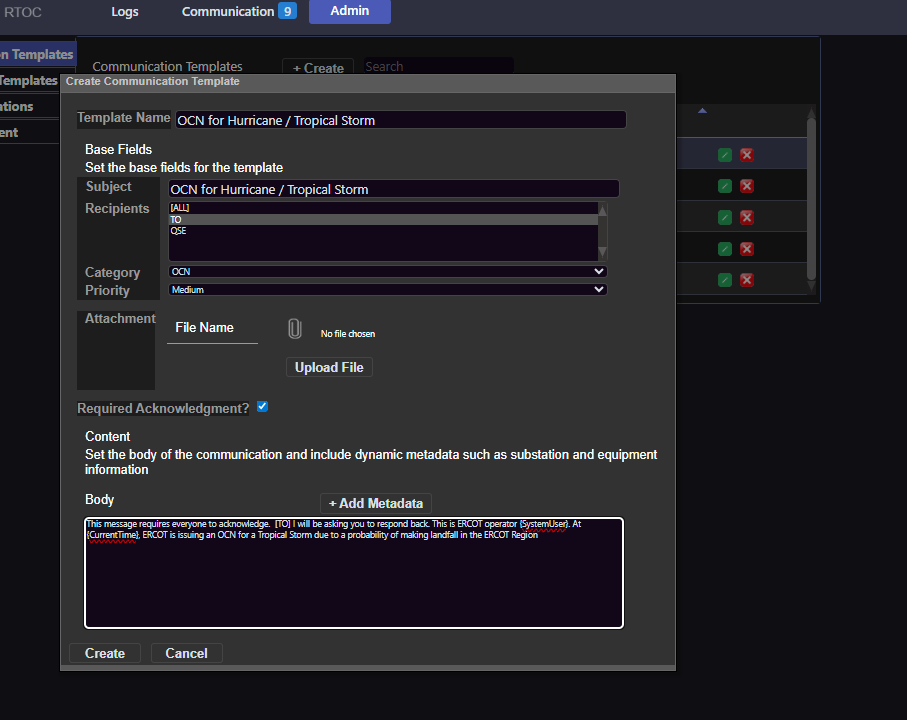 RTOC
Logs
Communication 9
Admin
n Templates
Templates
ations
ent
Communication Templates
+ Create
Search
Create Communication Template
Template Name
OCN for Hurricane / Tropical Storm
Base Fields
Set the base fields for the template
Subject
OCN for Hurricane / Tropical Storm
Recipients
[ALL]
TO
QSE
Category
OCN
Priority
Medium
Attachment
File Name
No file chosen
Upload File
Required Acknowledgment?
Content
Set the body of the communication and include dynamic metadata such as substation and equipment
information
Body
+ Add Metadata
This message requires everyone to acknowledge.  [TO] I will be asking you to respond back. This is ERCOT operator {SystemUser}. At
{CurrentTime}, ERCOT is issuing an OCN for a Tropical Storm due to a probability of making landfall in the ERCOT Region
Create
Cancel